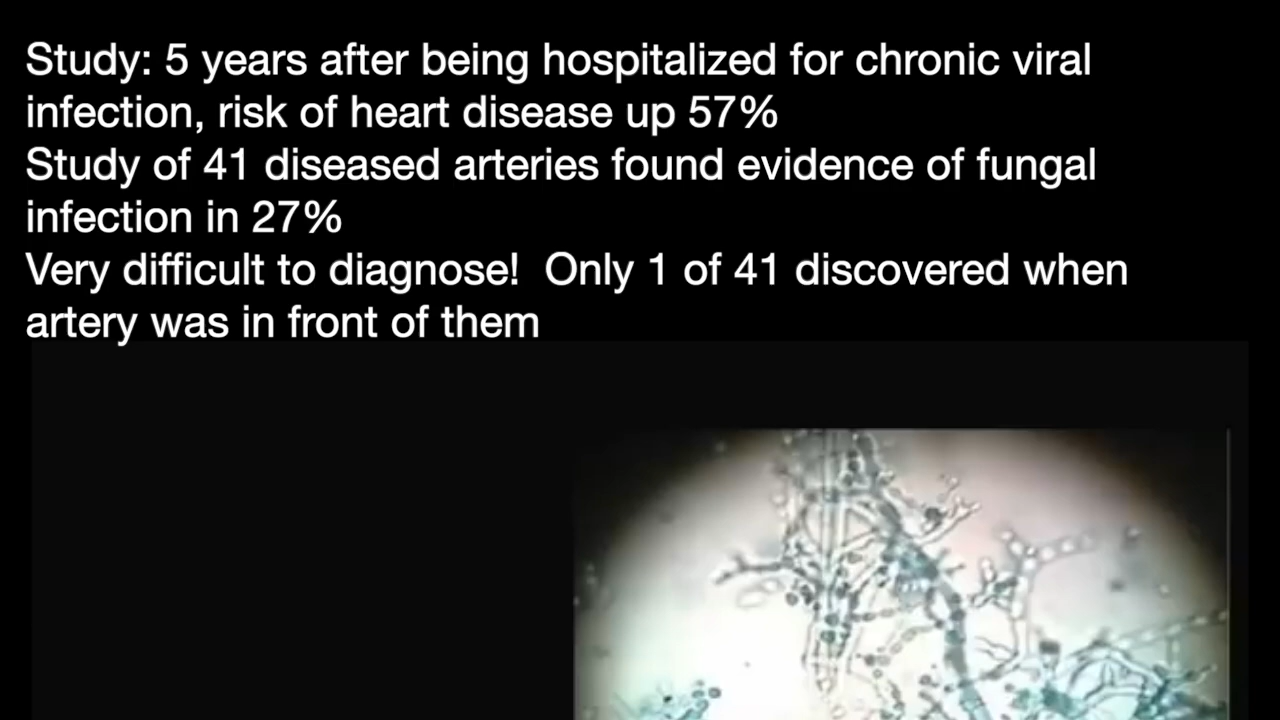 Study: 5 years after being hospitalized for chronic viral
infection, risk of heart disease up 57%
Study of 41 diseased arteries found evidence of fungal
infection in 27%
Very difficult to diagnose!  Only 1 of 41 discovered when
artery was in front of them